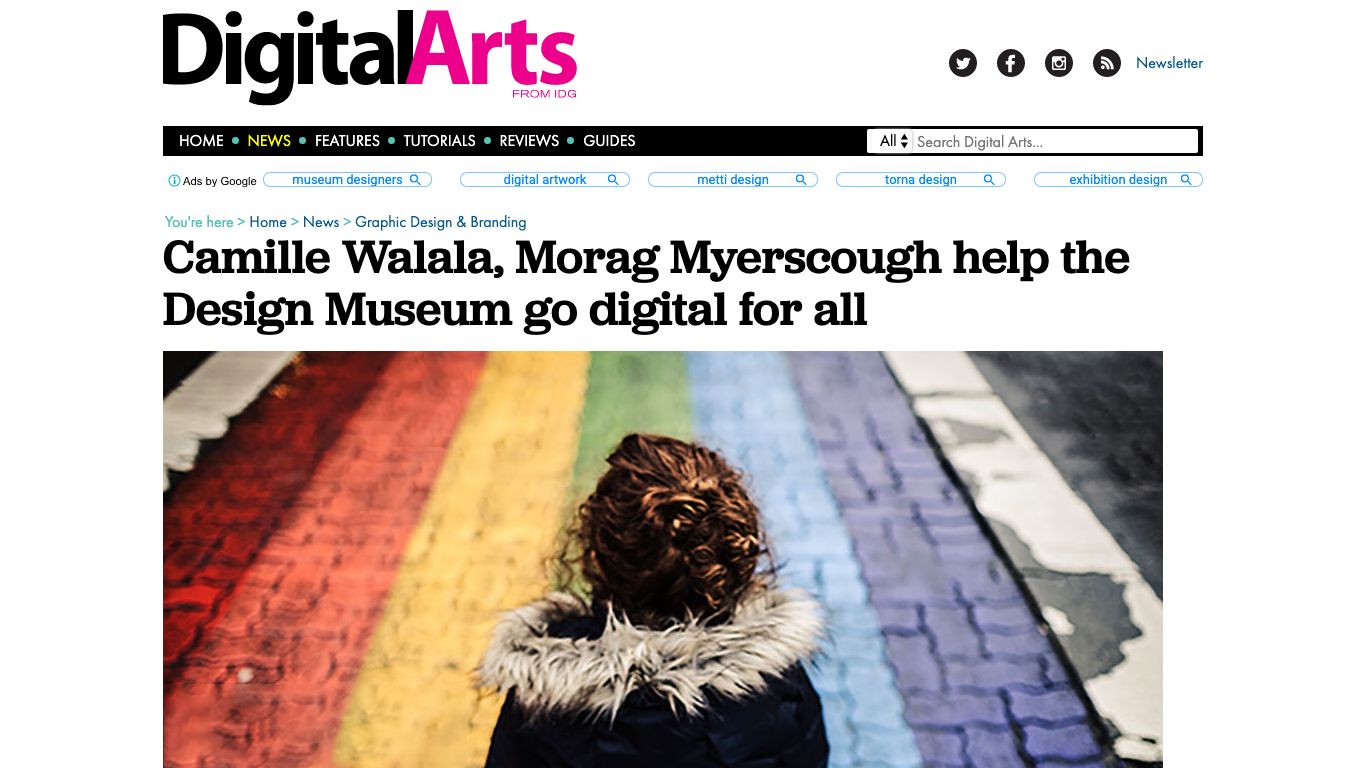 DigitalArts
FROM IDG
Newsletter
HOME • NEWS • FEATURES • TUTORIALS • REVIEWS • GUIDES
All Search Digital Arts...
Ads by Google museum designers digital artwork metti design torna design exhibition design
You're here > Home > News > Graphic Design & Branding
Camille Walala, Morag Myerscough help the
Design Museum go digital for all